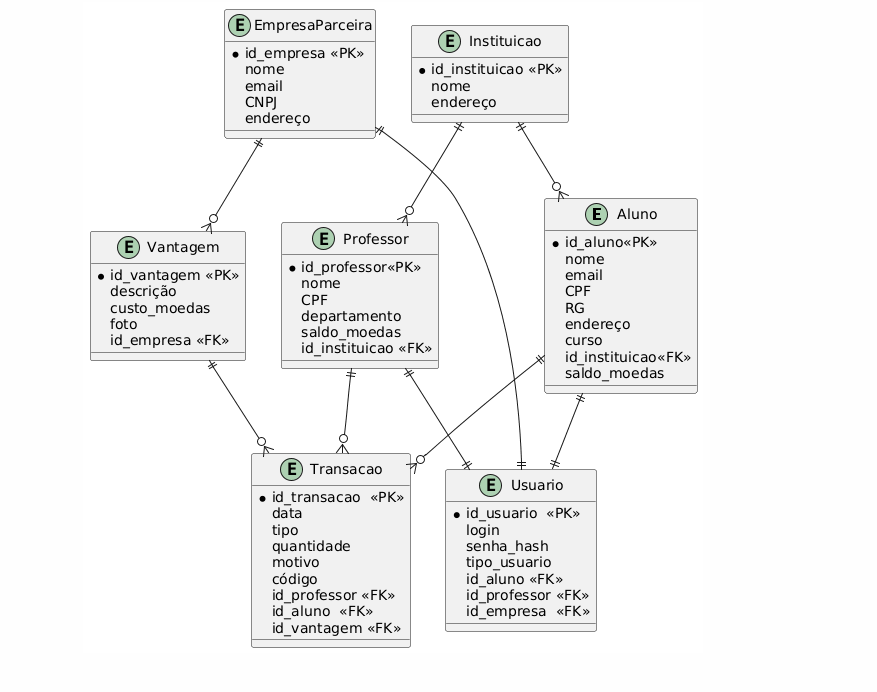 E EmpresaParceira
id_empresa «PK»
nome
email
CNPJ
endereço
E Instituicao
id_instituicao «PK»
nome
endereço
E Vantagem
id_vantagem «PK»
descrição
custo_moedas
foto
id_empresa «FK»
E Professor
id_professor«PK»
nome
CPF
departamento
saldo_moedas
id_instituicao «FK»
E Aluno
id_aluno«PK»
nome
email
CPF
RG
endereço
curso
id_instituicao«FK»
saldo_moedas
E Transacao
id_transacao «PK»
data
tipo
quantidade
motivo
código
id_professor «FK»
id_aluno «FK»
id_vantagem «FK»
E Usuario
id_usuario «PK»
login
senha_hash
tipo_usuario
id_aluno «FK»
id_professor «FK»
id_empresa «FK»